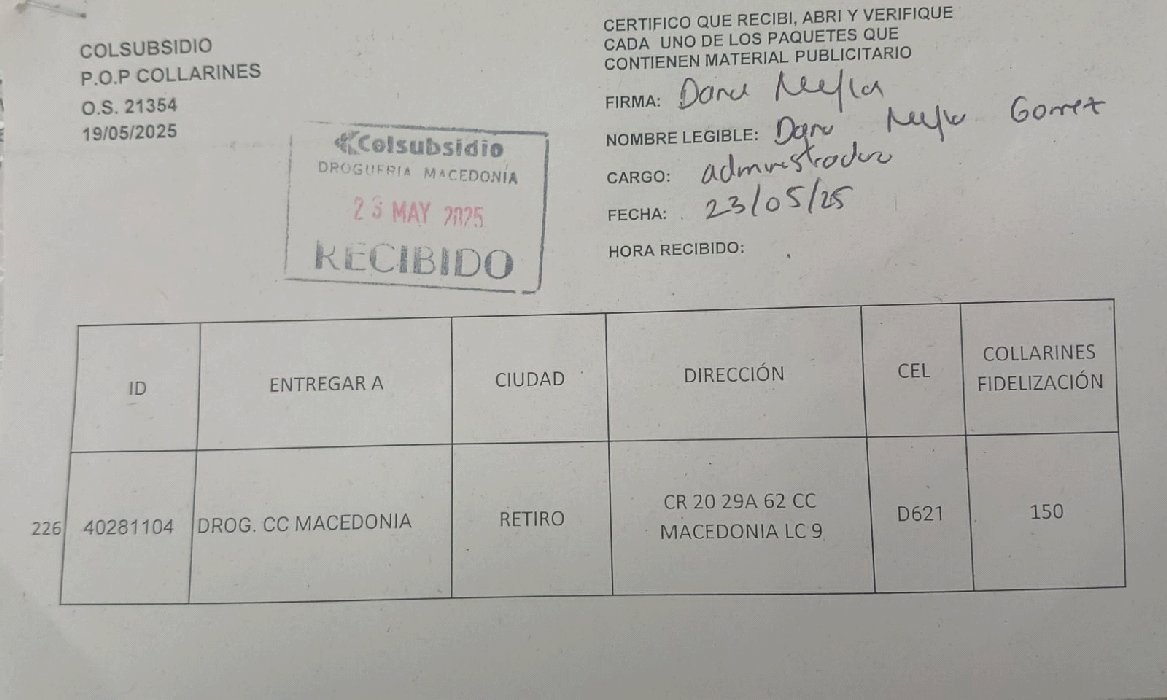 COLSUBSIDIO
P.O.P COLLARINES
O.S. 21354
19/05/2025
Colsubsidio
DROGUERIA MACEDONIA
23 MAY 2025
RECIBIDO
CERTIFICO QUE RECIBI, ABRI Y VERIFIQUE
CADA UNO DE LOS PAQUETES QUE
CONTIENEN MATERIAL PUBLICITARIO
FIRMA:
NOMBRE LEGIBLE: Gomez
CARGO: administrador
FECHA: 23/05/25
HORA RECIBIDO:
ID
ENTREGAR A
CIUDAD
DIRECCIÓN
CEL
COLLARINES
FIDELIZACIÓN
226
40281104
DROG. CC MACEDONIA
RETIRO
CR 20 29A 62 CC
MACEDONIA LC 9
D621
150